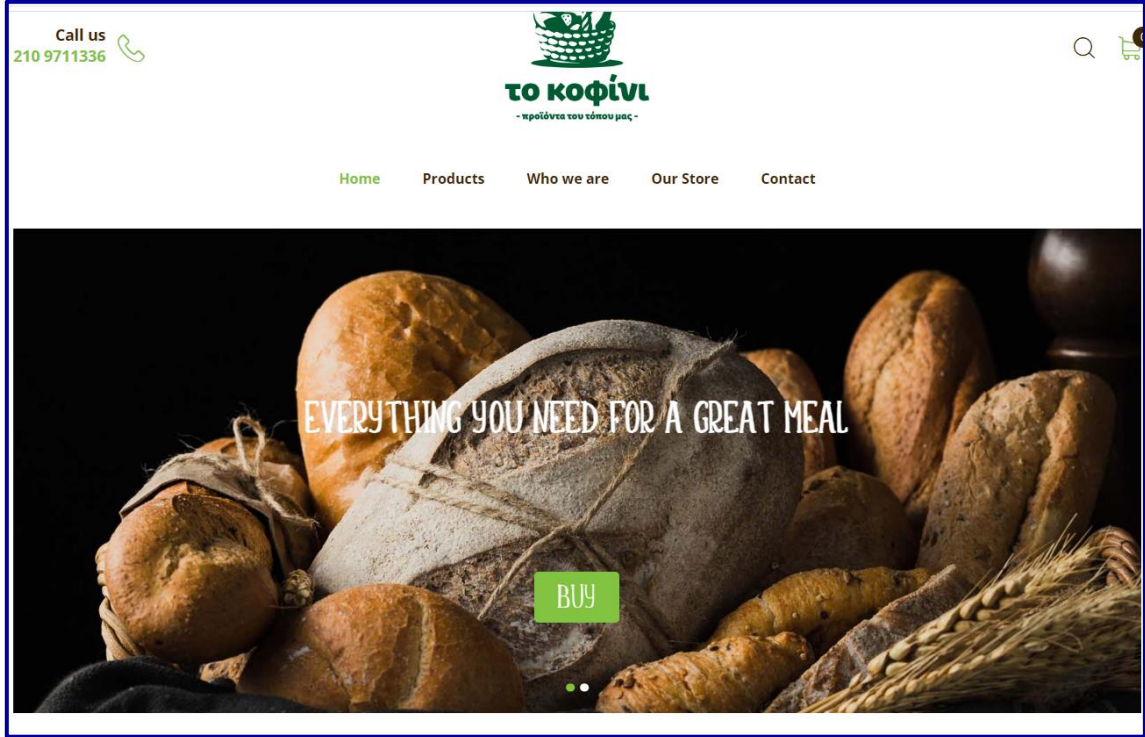 Call us
210 9711336
το κοφίνι
- προϊόντα του τόπου μας -
Home Products Who we are Our Store Contact
EVERYTHING YOU NEED FOR A GREAT MEAL
BUY